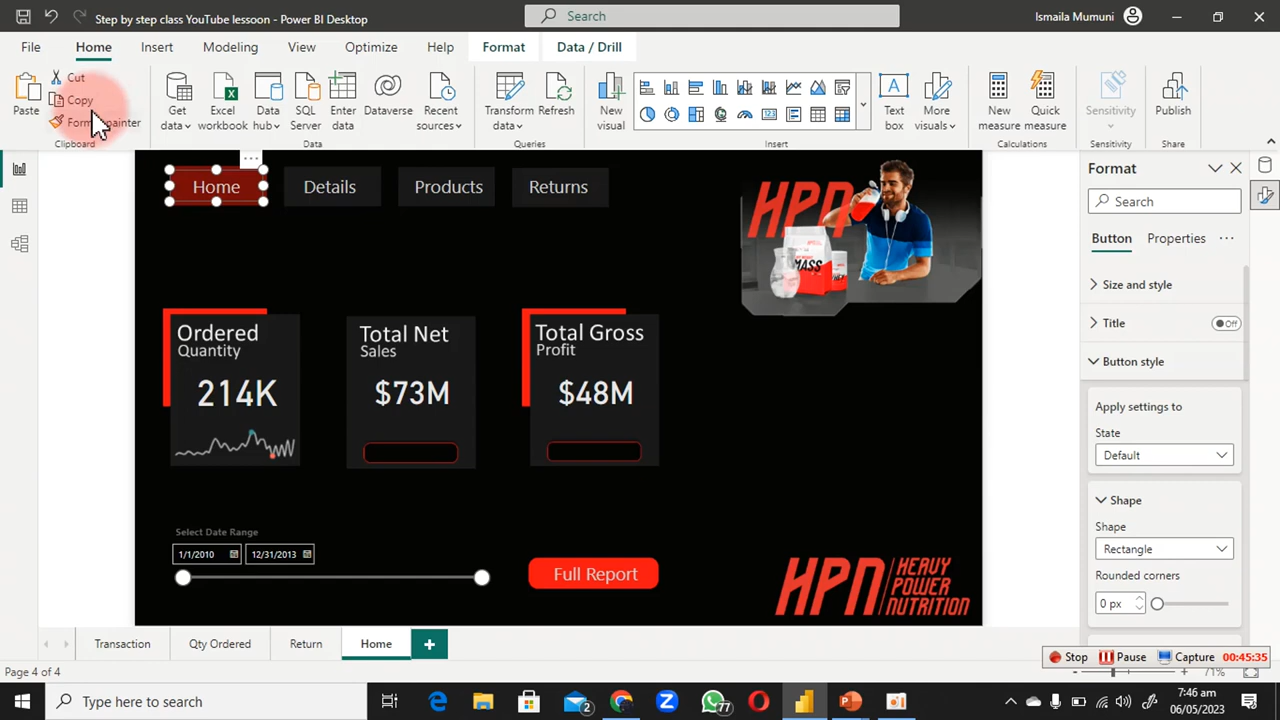 Step by step class YouTube lessoon - Power BI Desktop
Search
Ismaila Mumuni
File
Home
Insert
Modeling
View
Optimize
Help
Format
Data / Drill
Paste
Cut
Copy
Clipboard
Get data
Excel workbook
Data hub
SQL Server
Enter data
Dataverse
Recent sources
Data
Transform data
Refresh
Queries
New visual
Text box
More visuals
Insert
New measure
Quick measure
Calculations
Sensitivity
Sensitivity
Publish
Share
Home
Details
Products
Returns
HPN
MASS
Ordered
Quantity
214K
Total Net
Sales
$73M
Total Gross
Profit
$48M
Select Date Range
1/1/2010
12/31/2013
Full Report
HPN
HEAVY
POWER
NUTRITION
Format
Search
Button
Properties
Size and style
Title
Off
Button style
Apply settings to
State
Default
Shape
Shape
Rectangle
Rounded corners
0 px
Transaction
Qty Ordered
Return
Home
Page 4 of 4
Stop
Pause
Capture
00:45:35
71%
Type here to search
2
77
7:46 am
06/05/2023